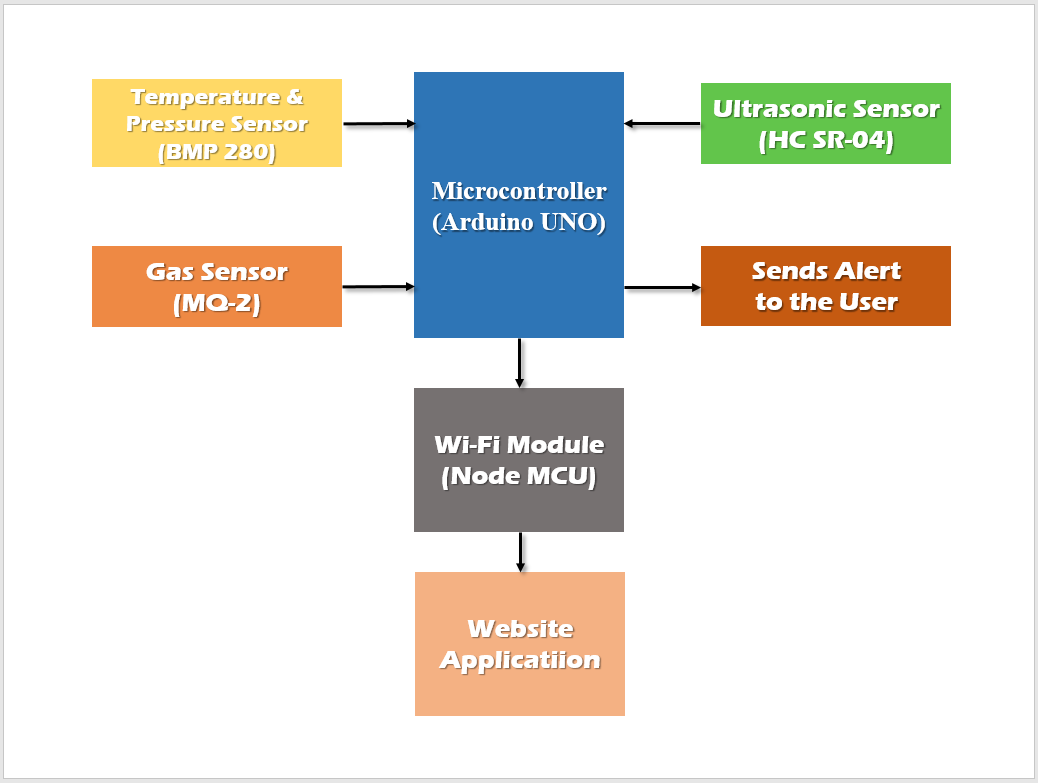 Temperature &
Pressure Sensor
(BMP 280)
Microcontroller
(Arduino UNO)
Ultrasonic Sensor
(HC SR-04)
Gas Sensor
(MQ-2)
Sends Alert
to the User
Wi-Fi Module
(Node MCU)
Website
Applicatiion